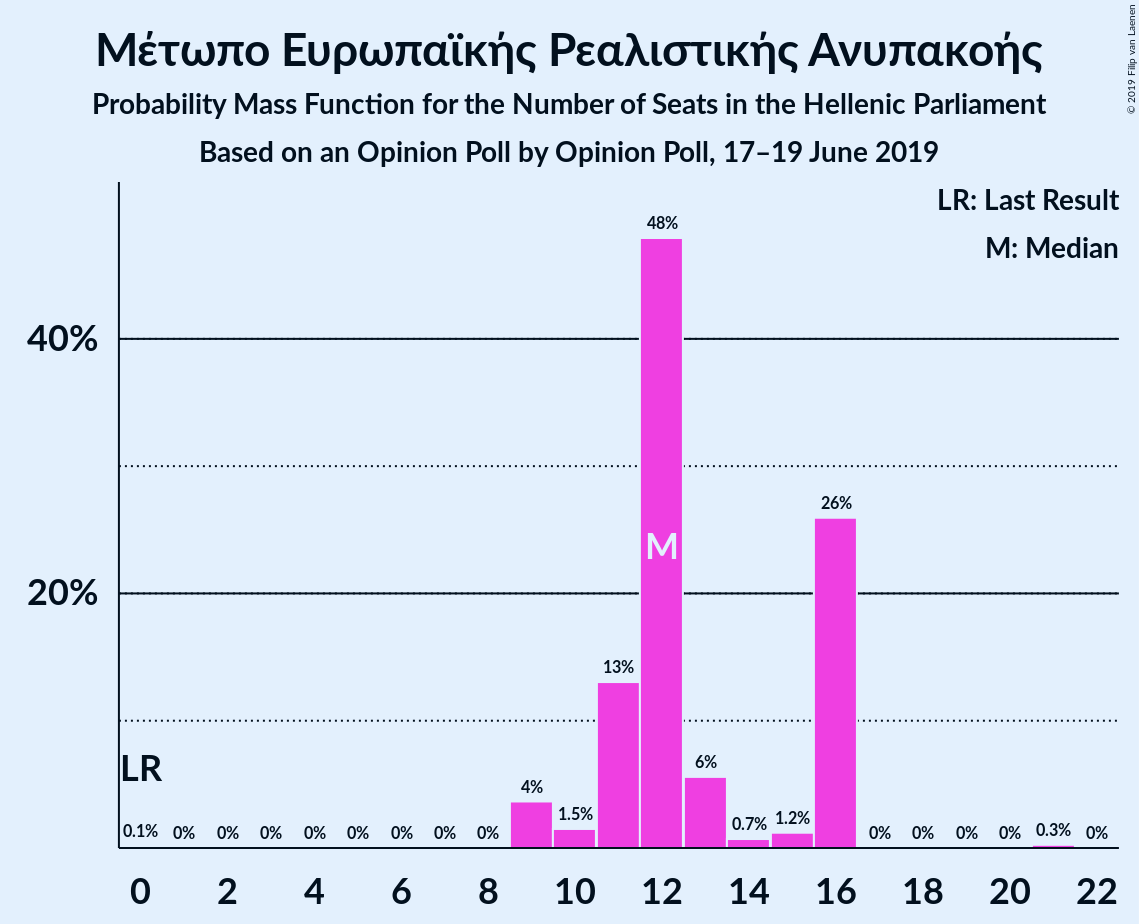 Μέτωπο Ευρωπαϊκής Ρεαλιστικής Ανυπακοής
Probability Mass Function for the Number of Seats in the Hellenic Parliament
Based on an Opinion Poll by Opinion Poll, 17–19 June 2019
© 2019 Filip van Laenen
LR: Last Result
M: Median
48%
40%
26%
M
20%
13%
6%
LR
4%
1.5%
0.7%
1.2%
0.1% 0% 0% 0% 0% 0% 0% 0% 0% 0% 0% 0% 0% 0.3% 0%
0 2 4 6 8 10 12 14 16 18 20 22